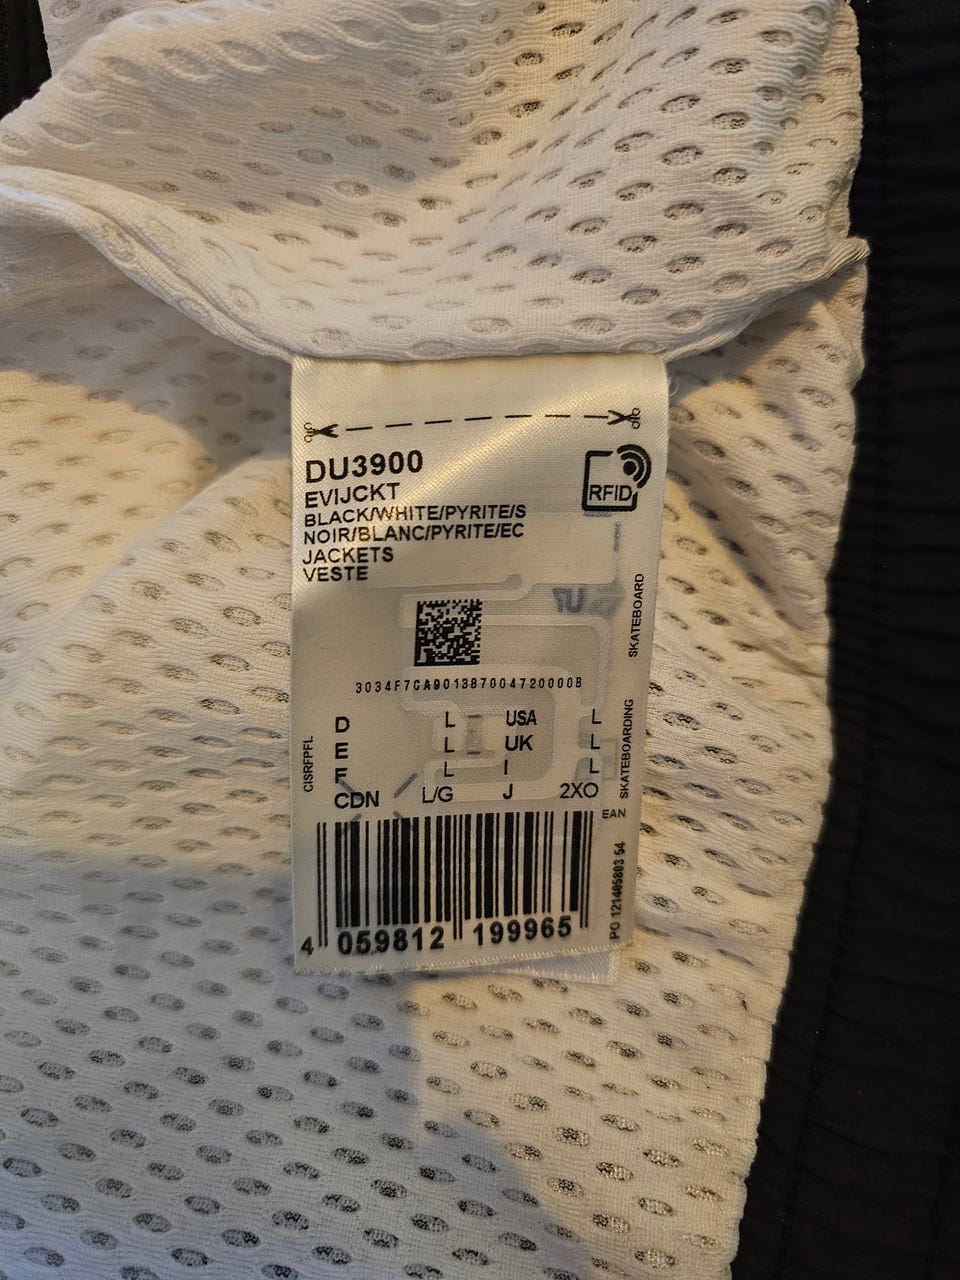 DU3900
RFID
EVIJCKT
BLACK/WHITE/PYRITE/S
NOIR/BLANC/PYRITE/EC
JACKETS
VESTE
SKATEBOARD
3034F7CA901387004720000B
D L USA L
E L UK L
F L I L
CDN L/G J 2XO
CISRFPFL
SKATEBOARDING
EAN
PO 121405803 54
4 059812 199965